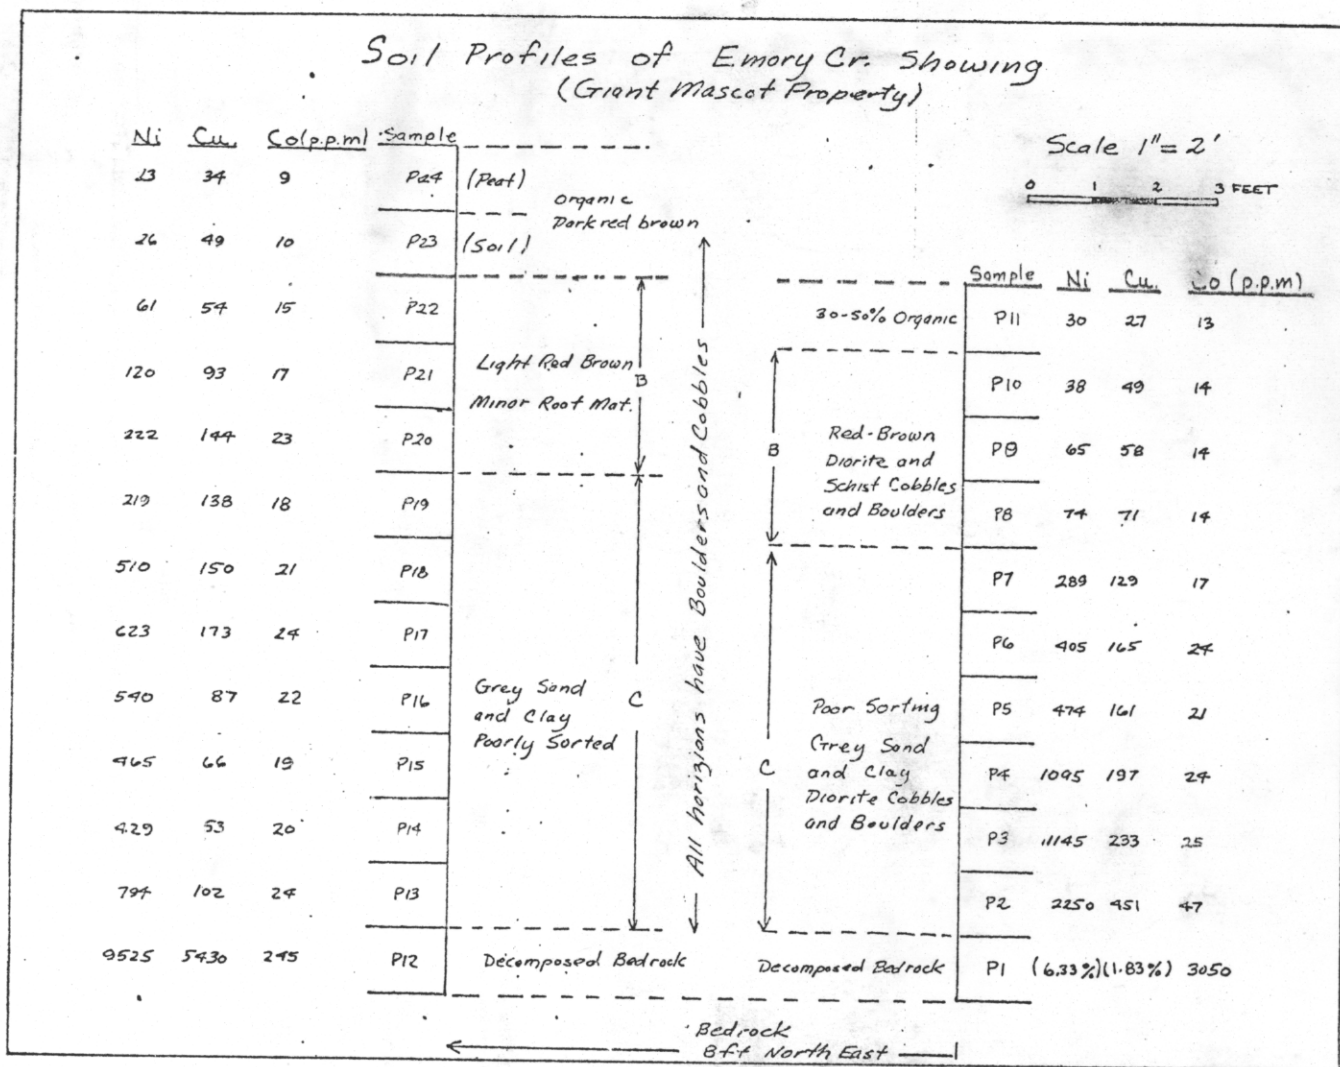 Soil Profiles of Emory Cr. Showing
(Giant Mascot Property)
Scale 1"= 2'
0 1 2 3 FEET
Ni Cu. Co(p.p.m) Sample
23 34 9 P24 (Peat)
Organic
Dark red brown
26 49 10 P23 (Soil)
61 54 15 P22
120 93 17 P21
Light Red Brown
Minor Root Mat.
B
222 144 23 P20
219 138 18 P19
510 150 21 P18
623 173 24 P17
540 87 22 P16
Grey Sand
and Clay
Poorly Sorted
C
465 66 19 P15
429 53 20 P14
794 102 24 P13
9525 5430 245 P12 Decomposed Bedrock
All horizions have Boulders and Cobbles
Sample Ni Cu. Co (p.p.m)
30-50% Organic P11 30 27 13
P10 38 49 14
B
Red-Brown
Diorite and
Schist Cobbles
and Boulders
P9 65 58 14
P8 74 71 14
P7 289 129 17
P6 405 165 24
P5 474 161 21
C
Poor Sorting
Grey Sand
and Clay
Diorite Cobbles
and Boulders
P4 1095 197 24
P3 1145 233 25
P2 2250 451 47
Decomposed Bedrock P1 (6.33%) (1.83%) 3050
Bedrock
8ft North East